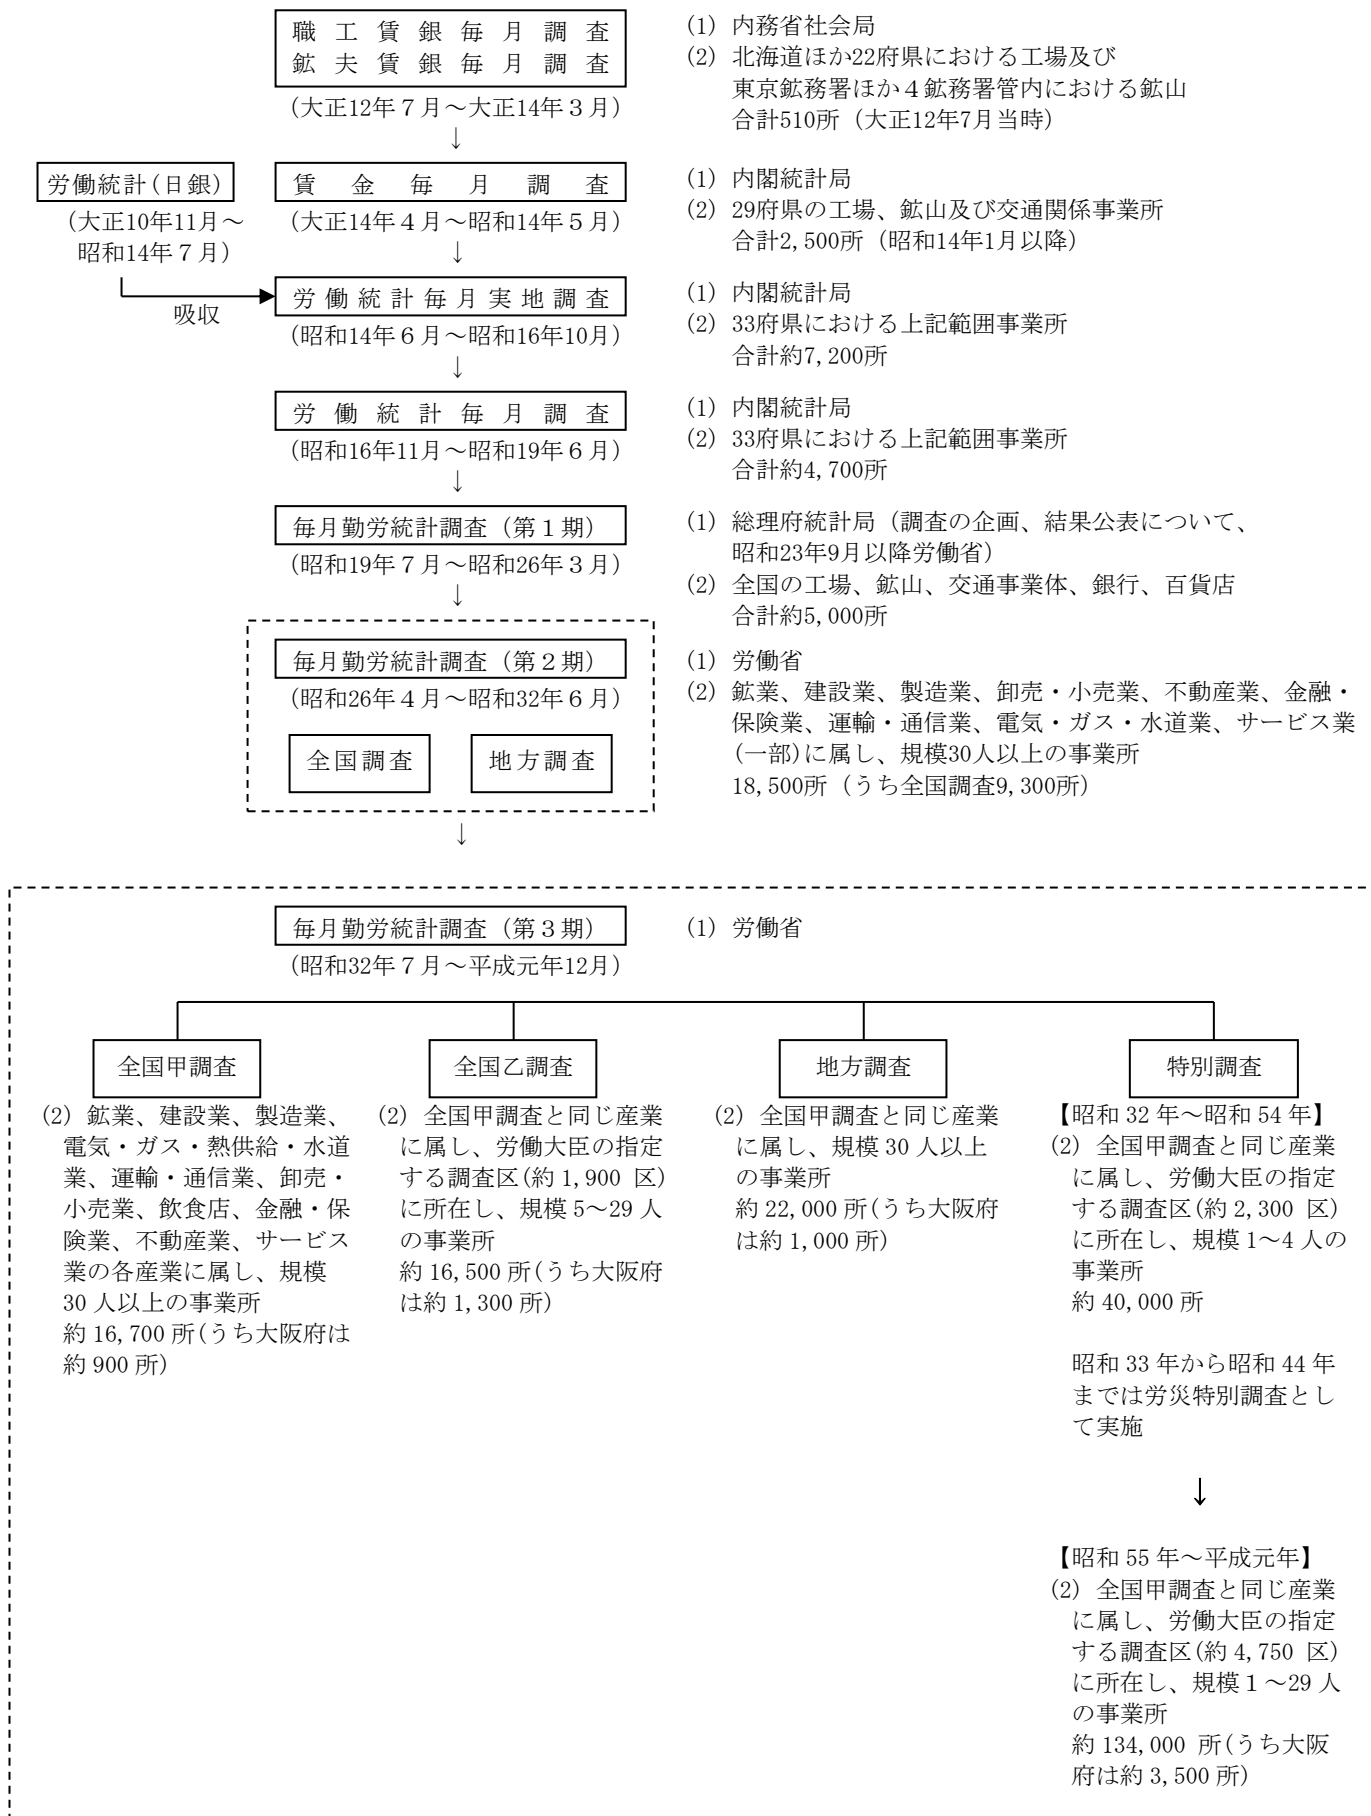 職工賃銀毎月調査
鉱夫賃銀毎月調査
(大正12年7月～大正14年3月)
(1) 内務省社会局
(2) 北海道ほか22府県における工場及び
東京鉱務署ほか4鉱務署管内における鉱山
合計510所（大正12年7月当時）
↓
労働統計(日銀)
(大正10年11月～
昭和14年7月)
賃金毎月調査
(大正14年4月～昭和14年5月)
(1) 内閣統計局
(2) 29府県の工場、鉱山及び交通関係事業所
合計2,500所（昭和14年1月以降）
↓
吸収
労働統計毎月実地調査
(昭和14年6月～昭和16年10月)
(1) 内閣統計局
(2) 33府県における上記範囲事業所
合計約7,200所
↓
労働統計毎月調査
(昭和16年11月～昭和19年6月)
(1) 内閣統計局
(2) 33府県における上記範囲事業所
合計約4,700所
↓
毎月勤労統計調査（第1期）
(昭和19年7月～昭和26年3月)
(1) 総理府統計局（調査の企画、結果公表について、
昭和23年9月以降労働省）
(2) 全国の工場、鉱山、交通事業体、銀行、百貨店
合計約5,000所
↓
毎月勤労統計調査（第2期）
(昭和26年4月～昭和32年6月)
全国調査
地方調査
(1) 労働省
(2) 鉱業、建設業、製造業、卸売・小売業、不動産業、金融・
保険業、運輸・通信業、電気・ガス・水道業、サービス業
(一部)に属し、規模30人以上の事業所
18,500所（うち全国調査9,300所）
↓
毎月勤労統計調査（第3期）
(昭和32年7月～平成元年12月)
(1) 労働省
全国甲調査
(2) 鉱業、建設業、製造業、
電気・ガス・熱供給・水道
業、運輸・通信業、卸売・
小売業、飲食店、金融・保
険業、不動産業、サービス
業の各産業に属し、規模
30人以上の事業所
約16,700所(うち大阪府は
約900所)
全国乙調査
(2) 全国甲調査と同じ産業
に属し、労働大臣の指定
する調査区(約1,900 区)
に所在し、規模5～29人
の事業所
約16,500所(うち大阪府
は約1,300所)
地方調査
(2) 全国甲調査と同じ産業
に属し、規模30人以上
の事業所
約22,000所(うち大阪府
は約1,000所)
特別調査
【昭和32年～昭和54年】
(2) 全国甲調査と同じ産業
に属し、労働大臣の指定
する調査区(約2,300 区)
に所在し、規模1～4人の
事業所
約40,000所
昭和33年から昭和44年
までは労災特別調査とし
て実施
↓
【昭和55年～平成元年】
(2) 全国甲調査と同じ産業
に属し、労働大臣の指定
する調査区(約4,750 区)
に所在し、規模1～29人
の事業所
約134,000 所(うち大阪
府は約3,500所)